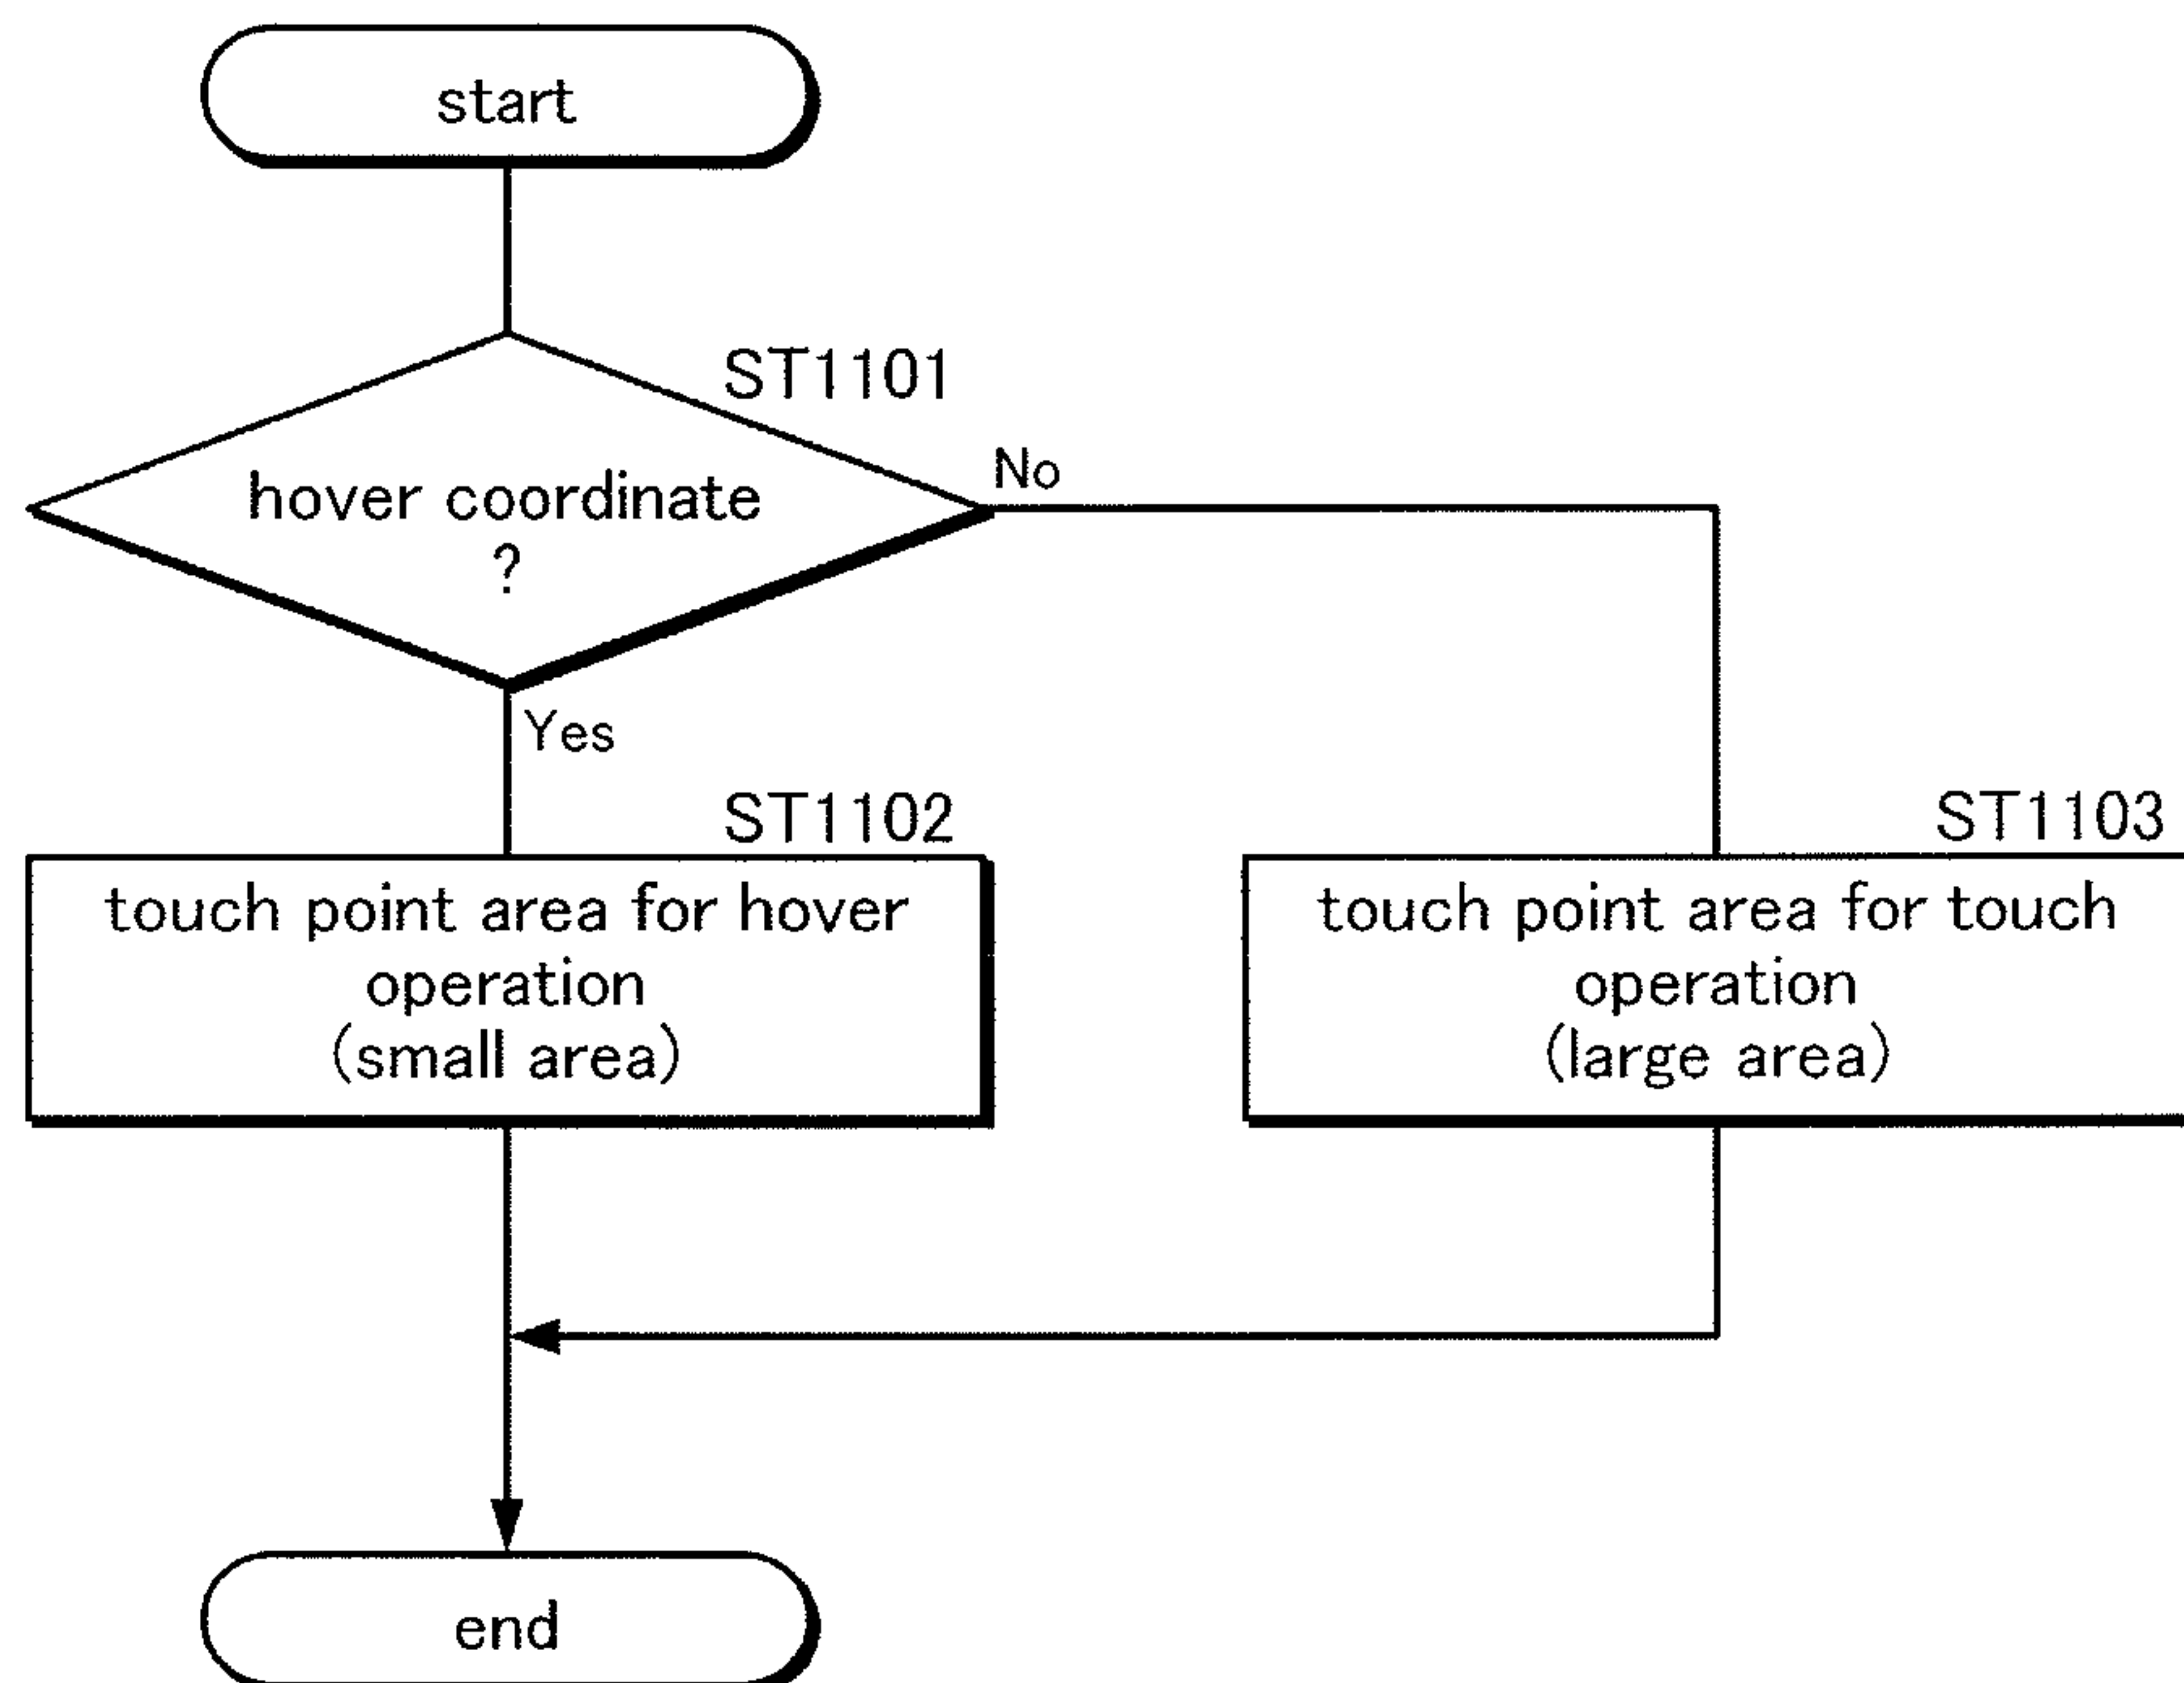 start
ST1101
hover coordinate
?
No
Yes
ST1102
touch point area for hover
operation
(small area)
ST1103
touch point area for touch
operation
(large area)
end